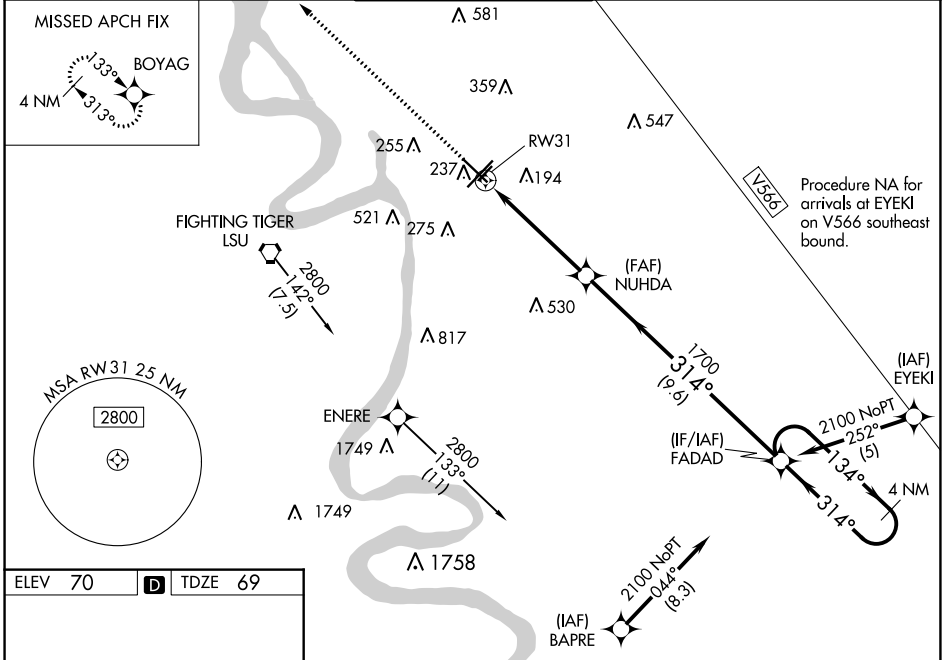 MISSED APCH FIX
BOYAG
133°
4 NM
313°
581
359
547
255
RW31
237
194
V566
Procedure NA for
arrivals at EYEKI
on V566 southeast
bound.
FIGHTING TIGER
LSU
521
275
2800
142°
(7.5)
(FAF)
NUHDA
530
817
1700
314°
(9.6)
MSA RW31 25 NM
2800
(IAF)
EYEKI
2100 NoPT
252°
(5)
ENERE
1749
2800
133°
(11)
(IF/IAF)
FADAD
134°
4 NM
314°
1749
1758
2100 NoPT
044°
(8.3)
(IAF)
BAPRE
ELEV 70 D TDZE 69